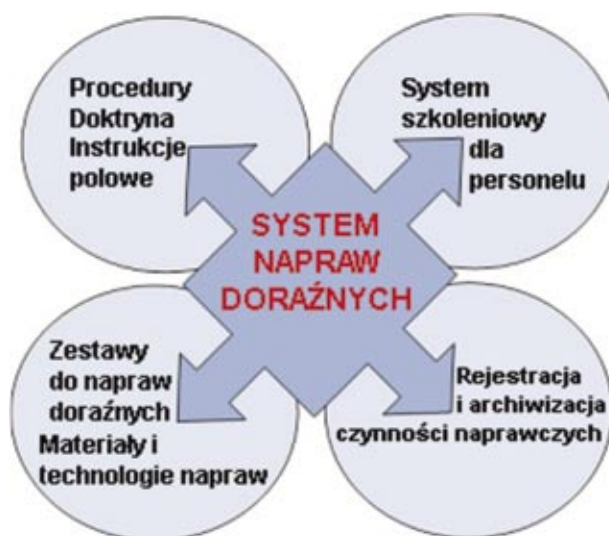 Procedury
Doktryna
Instrukcje
polowe
System
szkoleniowy
dla
personelu
SYSTEM
NAPRAW
DORAŹNYCH
Zestawy
do napraw
doraźnych
Materiały i
technologie napraw
Rejestracja
i archiwizacja
czynności naprawczych